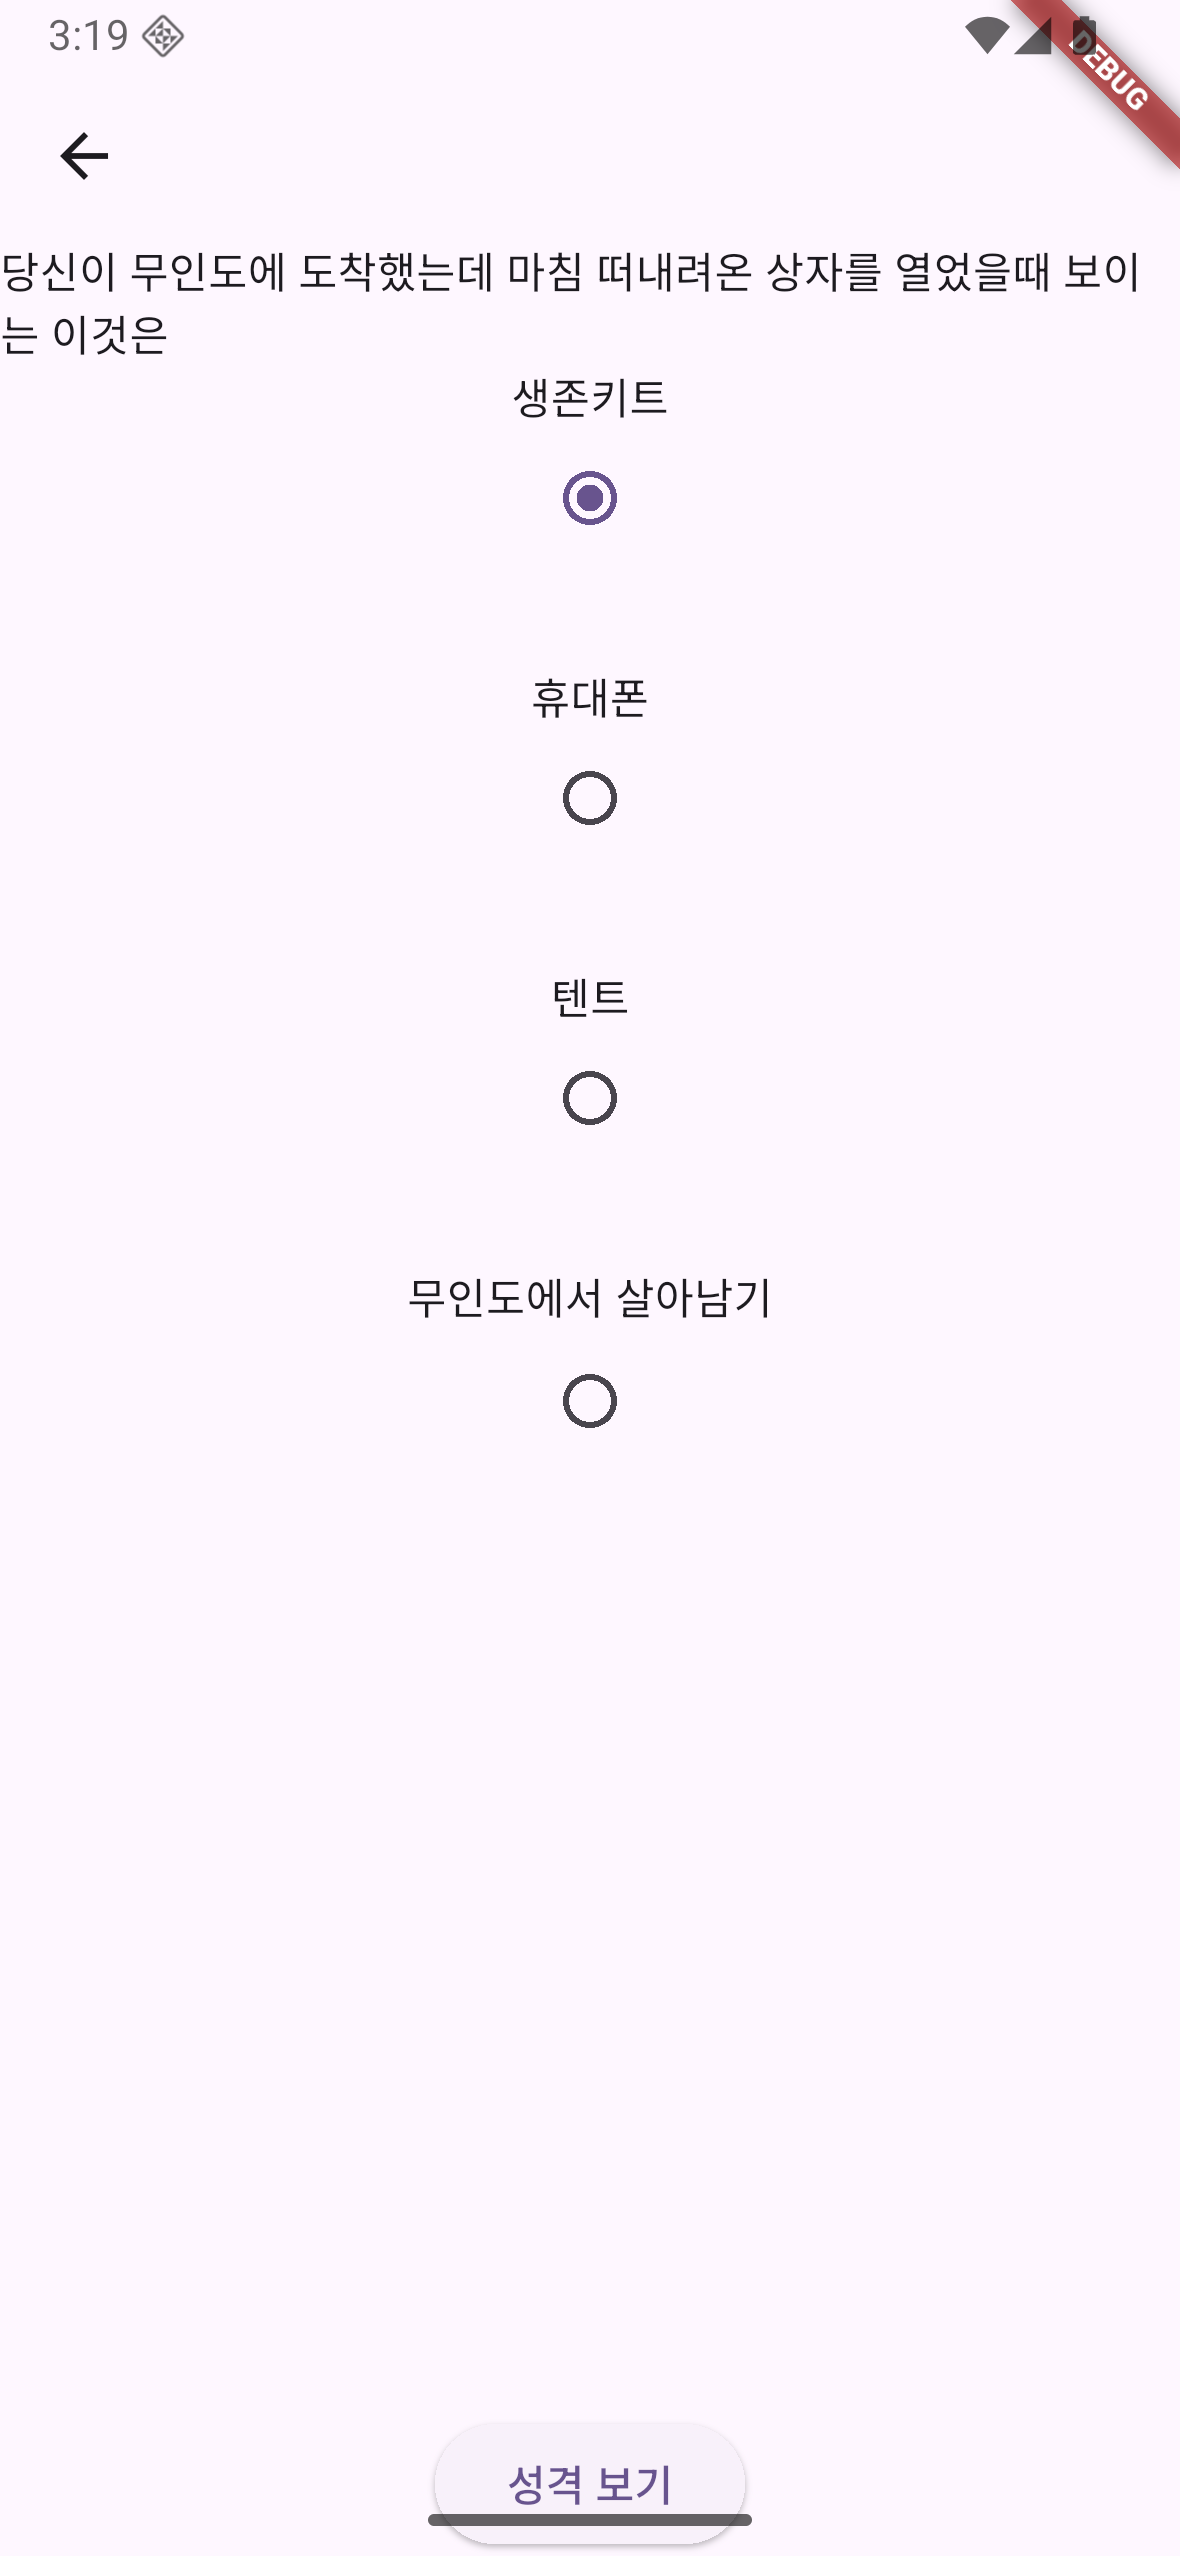 3:19
DEBUG
당신이 무인도에 도착했는데 마침 떠내려온 상자를 열었을때 보이
는 이것은
생존키트
휴대폰
텐트
무인도에서 살아남기
성격 보기